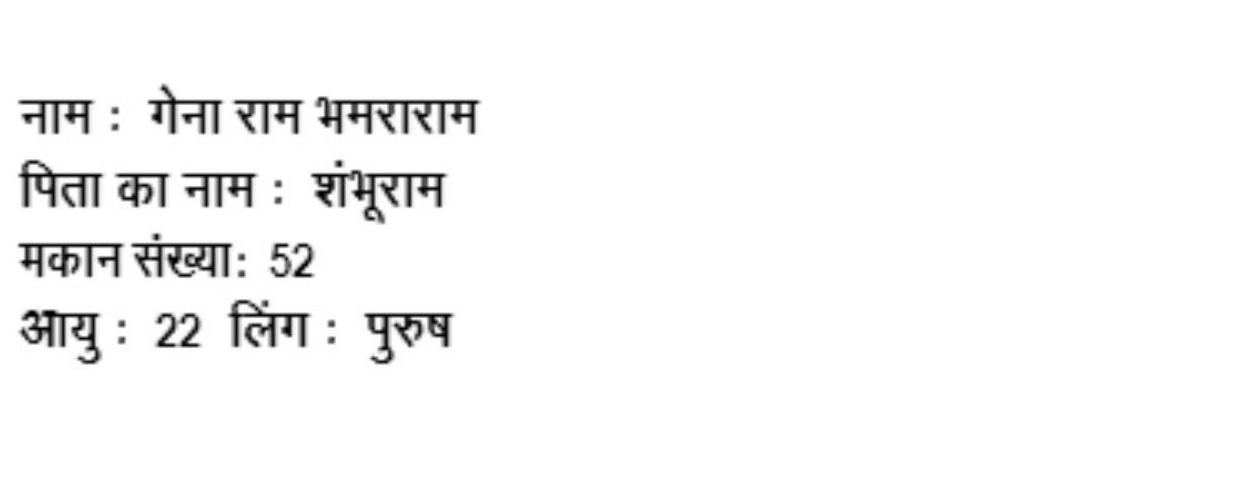 नाम : गेना राम भमराराम
पिता का नाम : शंभूराम
मकान संख्या: 52
आयु : 22 लिंग : पुरुष